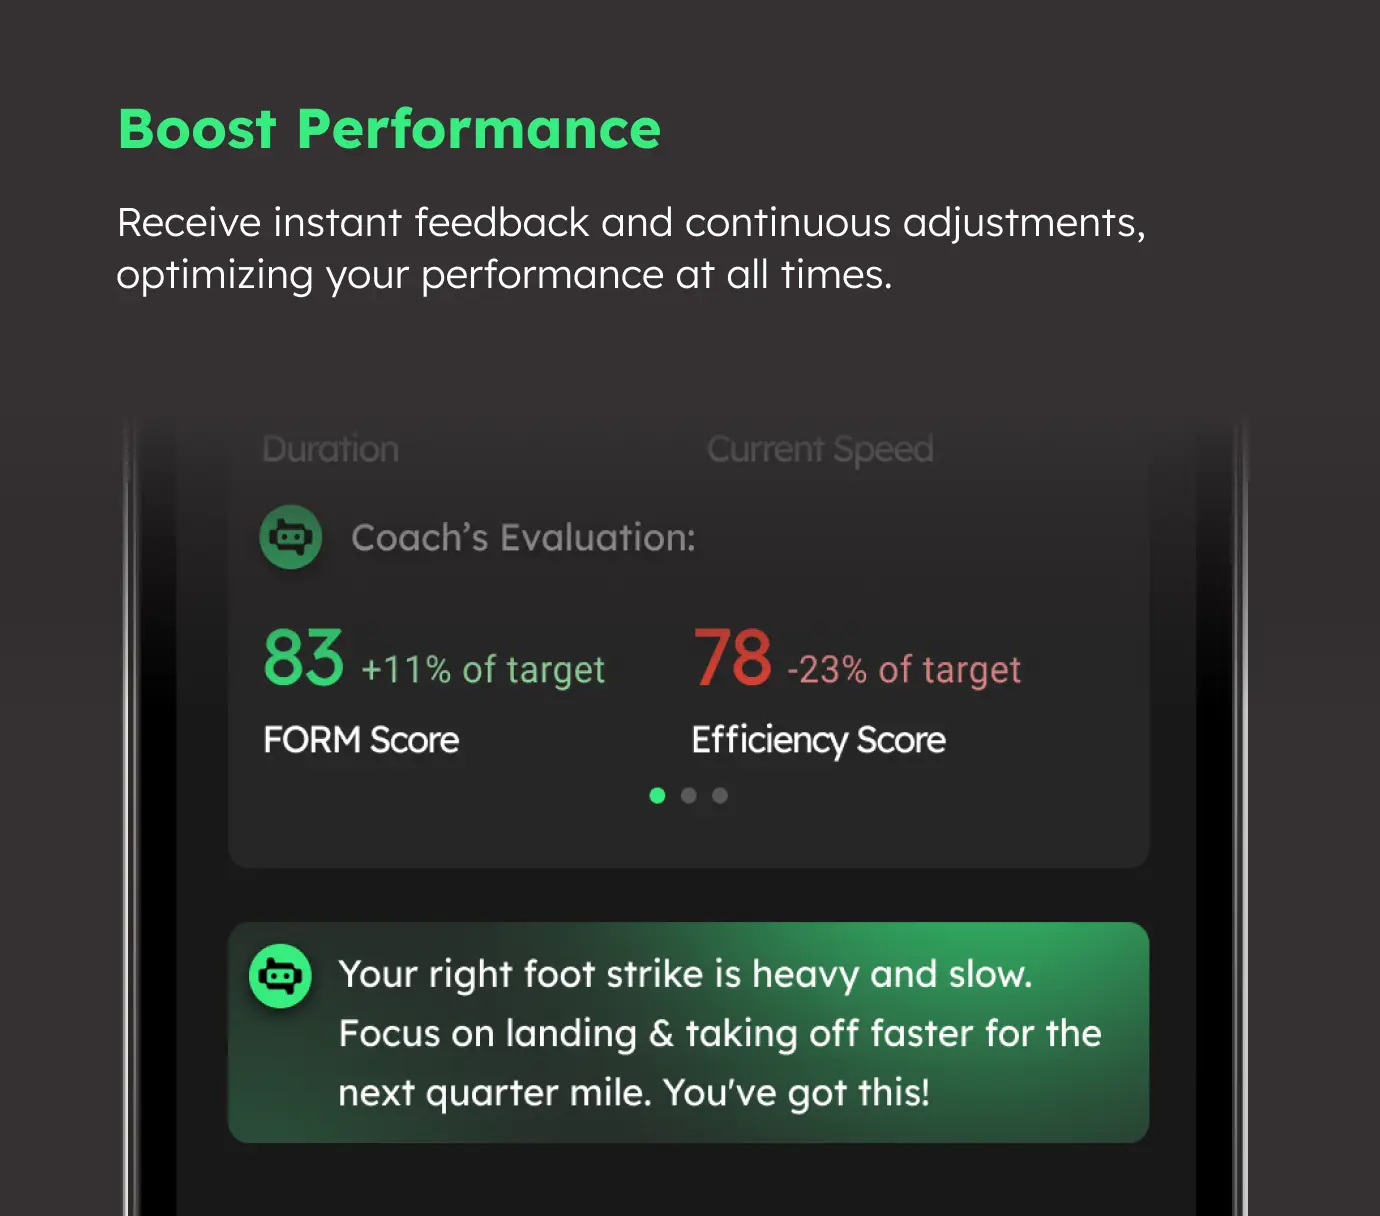 Boost Performance
Receive instant feedback and continuous adjustments,
optimizing your performance at all times.
Duration Current Speed
Coach’s Evaluation:
83 +11% of target 78 -23% of target
FORM Score Efficiency Score
Your right foot strike is heavy and slow.
Focus on landing & taking off faster for the
next quarter mile. You've got this!